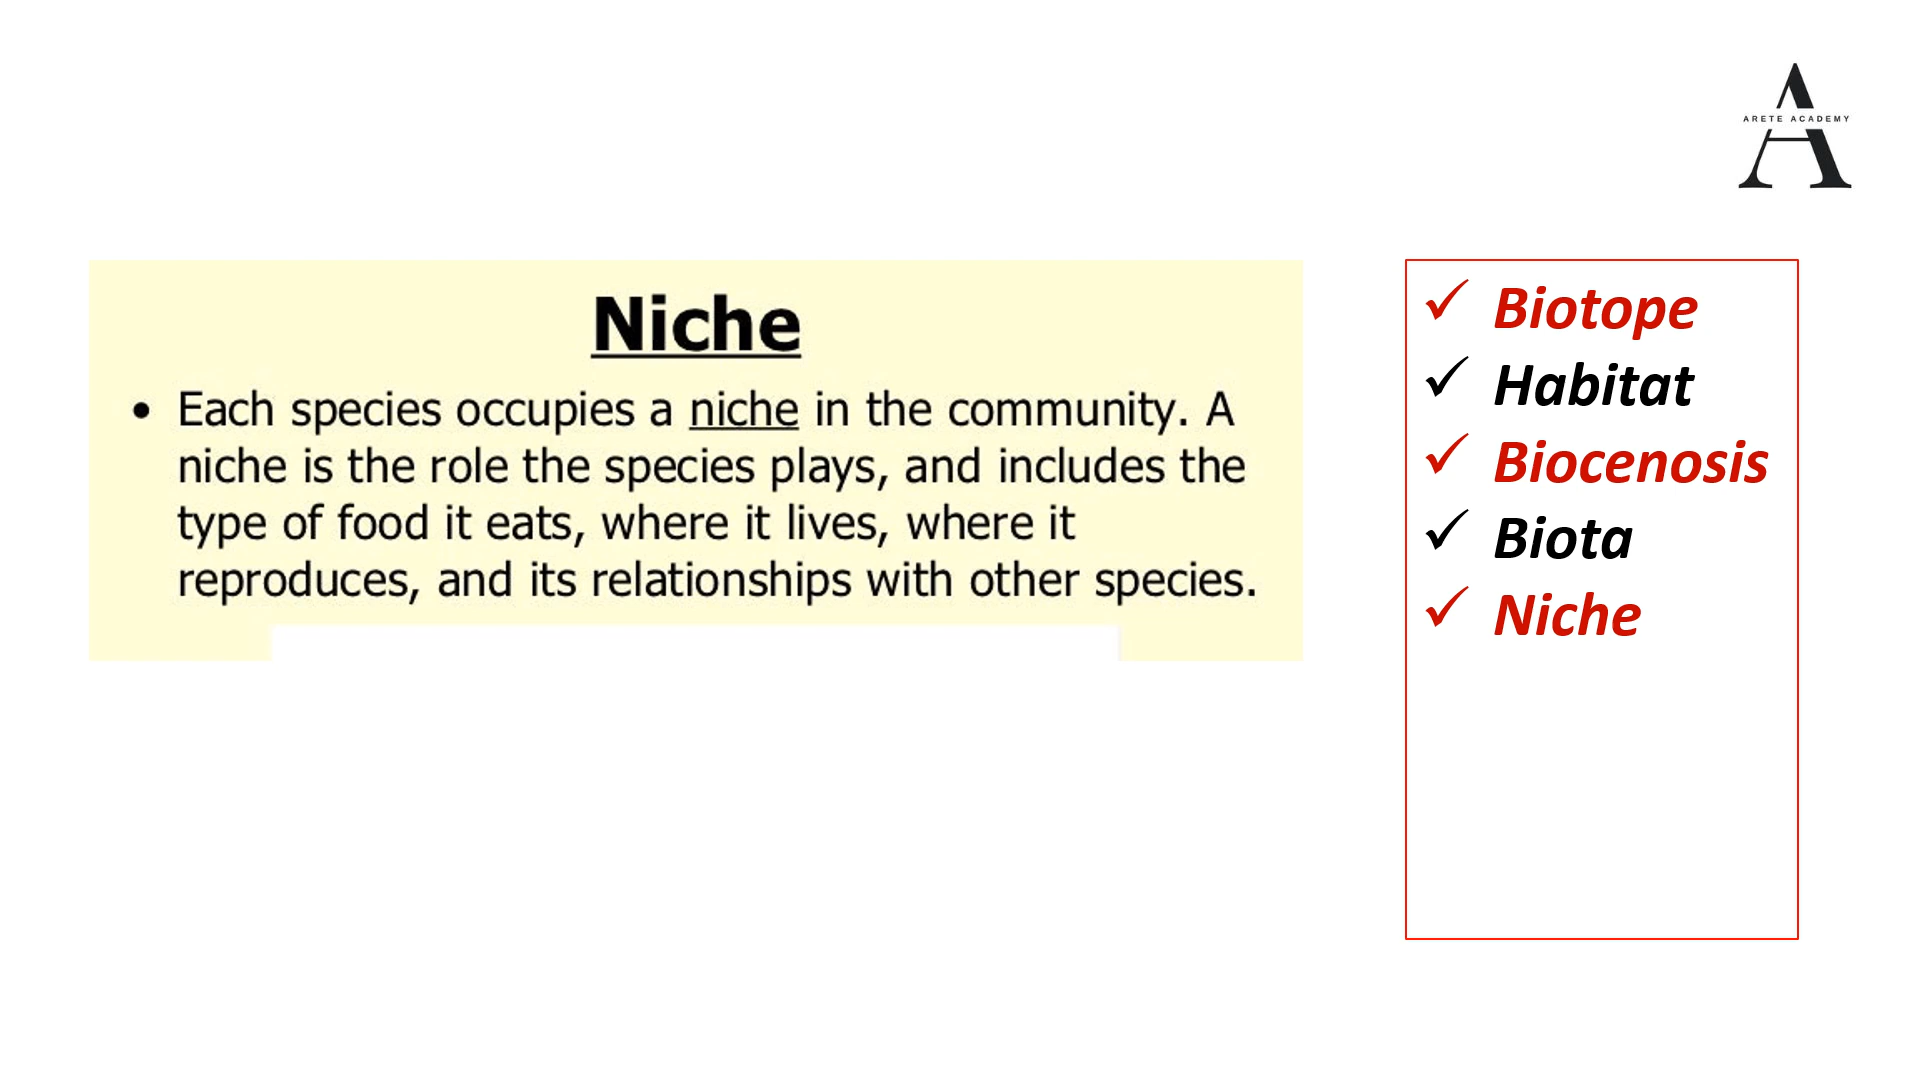 ARETE ACADEMY
Niche
• Each species occupies a niche in the community. A
niche is the role the species plays, and includes the
type of food it eats, where it lives, where it
reproduces, and its relationships with other species.
✓ Biotope
✓ Habitat
✓ Biocenosis
✓ Biota
✓ Niche